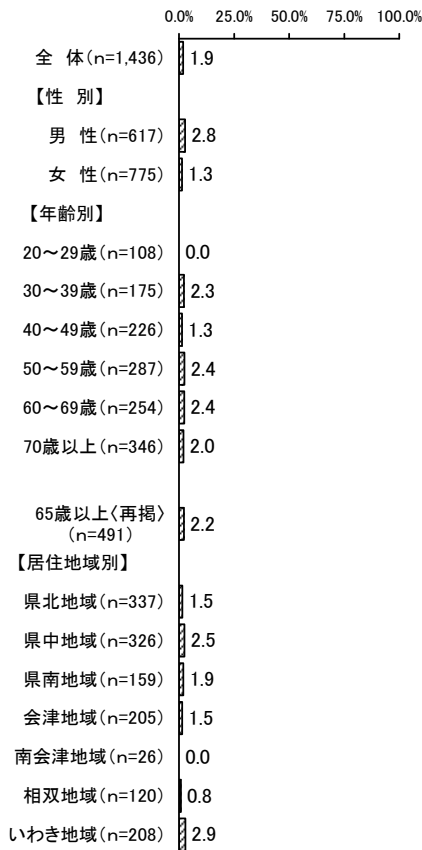 0.0% 25.0% 50.0% 75.0% 100.0%
全 体(n=1,436) 1.9
【性 別】
男 性(n=617) 2.8
女 性(n=775) 1.3
【年齢別】
20～29歳(n=108) 0.0
30～39歳(n=175) 2.3
40～49歳(n=226) 1.3
50～59歳(n=287) 2.4
60～69歳(n=254) 2.4
70歳以上(n=346) 2.0
65歳以上〈再掲〉
(n=491) 2.2
【居住地域別】
県北地域(n=337) 1.5
県中地域(n=326) 2.5
県南地域(n=159) 1.9
会津地域(n=205) 1.5
南会津地域(n=26) 0.0
相双地域(n=120) 0.8
いわき地域(n=208) 2.9